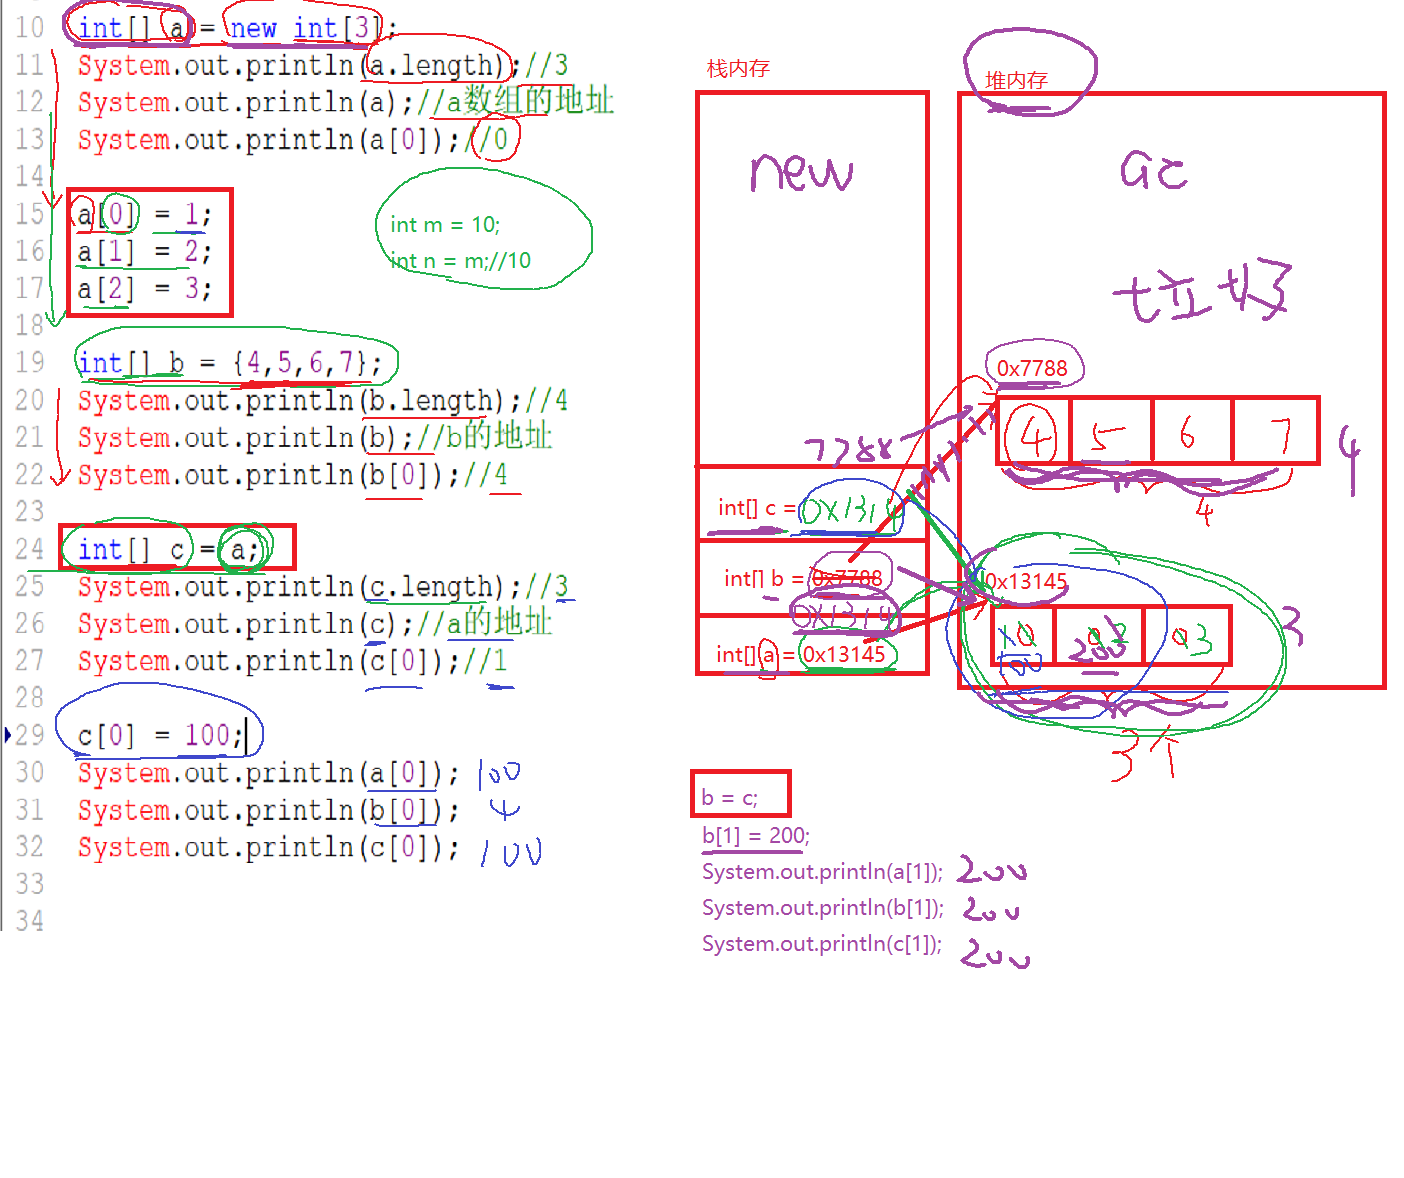 10 int[] a = new int[3];
11 System.out.println(a.length);//3
12 System.out.println(a);//a数组的地址
13 System.out.println(a[0]);//0
14
15 a[0] = 1;
16 a[1] = 2;
17 a[2] = 3;
18
19 int[] b = {4,5,6,7};
20 System.out.println(b.length);//4
21 System.out.println(b);//b的地址
22 System.out.println(b[0]);//4
23
24 int[] c = a;
25 System.out.println(c.length);//3
26 System.out.println(c);//a的地址
27 System.out.println(c[0]);//1
28
29 c[0] = 100;
30 System.out.println(a[0]); 100
31 System.out.println(b[0]); 4
32 System.out.println(c[0]); 100
33
34
int m = 10;
int n = m;//10
栈内存
new
7788
int[] c = 0x1314
int[] b = 0x7788
0x1314
int[] a = 0x13145
堆内存
0x7788
4 5 6 7
4
4
0x13145
100 200 3
3
3个
b = c;
b[1] = 200;
System.out.println(a[1]); 200
System.out.println(b[1]); 200
System.out.println(c[1]); 200